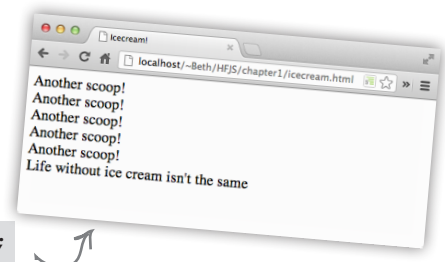 Icecream!
localhost/~Beth/HFJS/chapter1/icecream.html
Another scoop!
Another scoop!
Another scoop!
Another scoop!
Another scoop!
Life without ice cream isn't the same
;